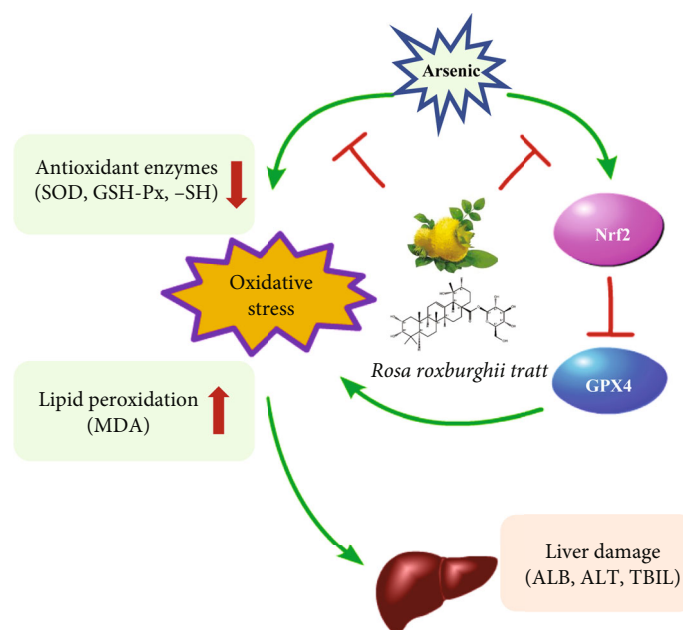 Arsenic
Antioxidant enzymes
(SOD, GSH-Px, –SH)
Nrf2
Oxidative
stress
Rosa roxburghii tratt
GPX4
Lipid peroxidation
(MDA)
Liver damage
(ALB, ALT, TBIL)